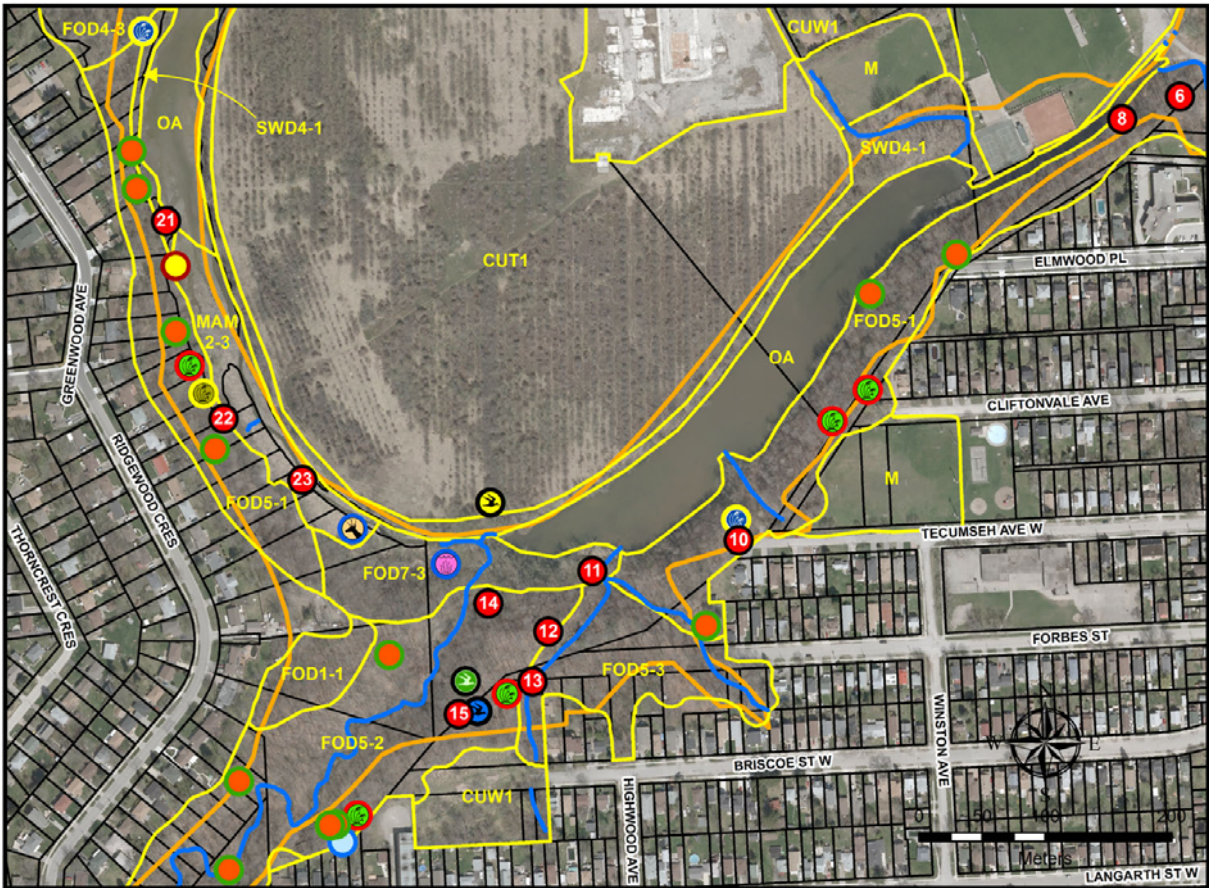 FOD4-3
CUW1
M
6
8
OA
SWD4-1
SWD4-1
21
ELMWOOD PL
CUT1
GREENWOOD AVE
MAM
2-3
FOD5-1
OA
22
CLIFTONVALE AVE
RIDGEWOOD CRES
23
FOD5-1
M
TECUMSEH AVE W
10
THORNCREST CRES
FOD7-3
11
14
12
FORBES ST
FOD1-1
FOD5-3
13
15
WINSTON AVE
FOD5-2
W
E
S
BRISCOE ST W
CUW1
HIGHWOOD AVE
0
50
100
200
Meters
LANGARTH ST W